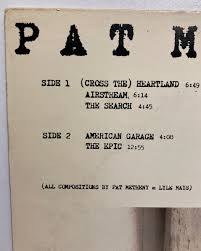 PAT M
SIDE 1 (CROSS THE) HEARTLAND 6:49
AIRSTREAM, 6:14
THE SEARCH 4:45
SIDE 2 AMERICAN GARAGE 4:08
THE EPIC 12:55
(ALL COMPOSITIONS BY PAT METHENY & LYLE MAYS)